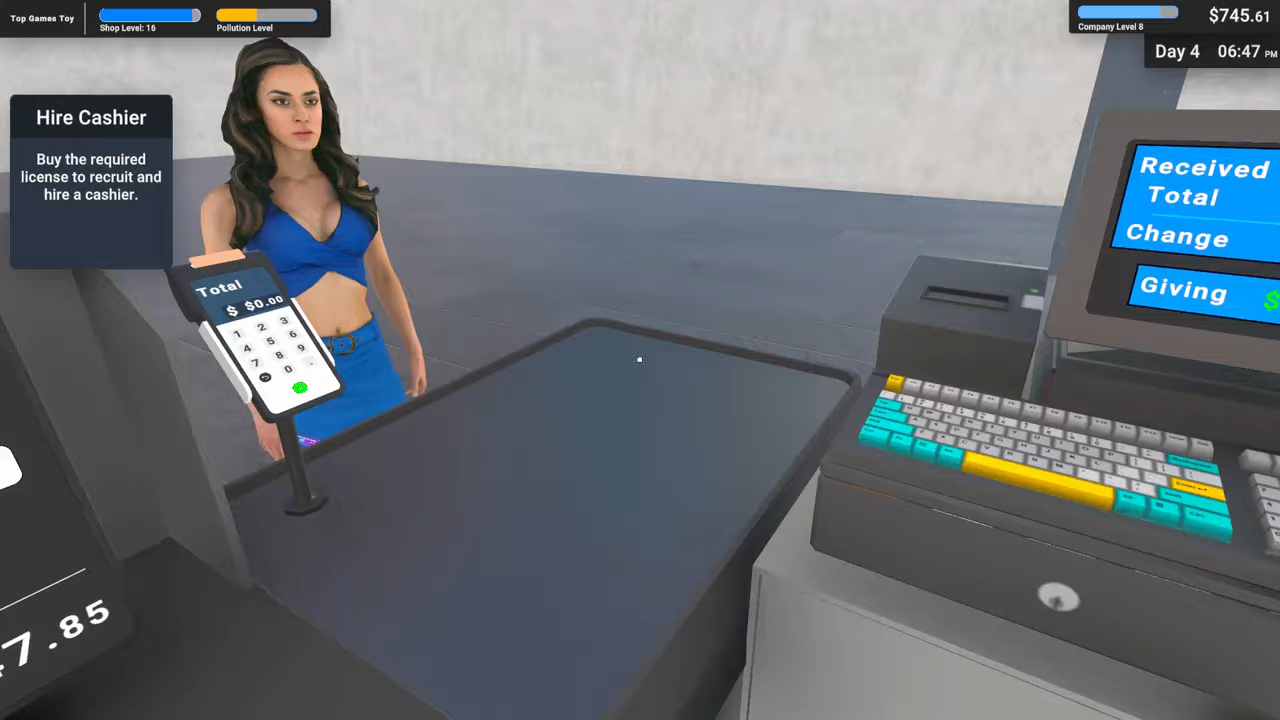 Top Games Toy
Shop Level: 16
Pollution Level
Company Level 8
$745.61
Day 4 06:47 PM
Hire Cashier
Buy the required
license to recruit and
hire a cashier.
Total
$ $0.00
1 2 3
4 5 6
7 8 9
0 .
Received
Total
Change
Giving $
7.85